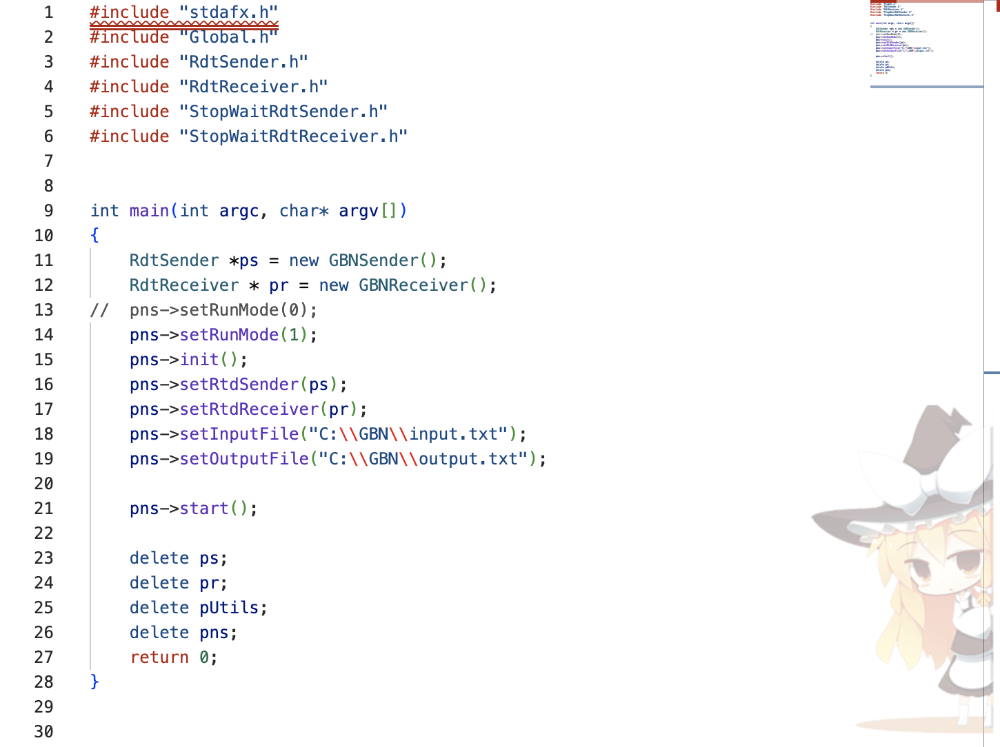 1 #include "stdafx.h"
2 #include "Global.h"
3 #include "RdtSender.h"
4 #include "RdtReceiver.h"
5 #include "StopWaitRdtSender.h"
6 #include "StopWaitRdtReceiver.h"
7
8
9 int main(int argc, char* argv[])
10 {
11     RdtSender *ps = new GBNSender();
12     RdtReceiver * pr = new GBNReceiver();
13 //  pns->setRunMode(0);
14     pns->setRunMode(1);
15     pns->init();
16     pns->setRtdSender(ps);
17     pns->setRtdReceiver(pr);
18     pns->setInputFile("C:\\GBN\\input.txt");
19     pns->setOutputFile("C:\\GBN\\output.txt");
20
21     pns->start();
22
23     delete ps;
24     delete pr;
25     delete pUtils;
26     delete pns;
27     return 0;
28 }
29
30